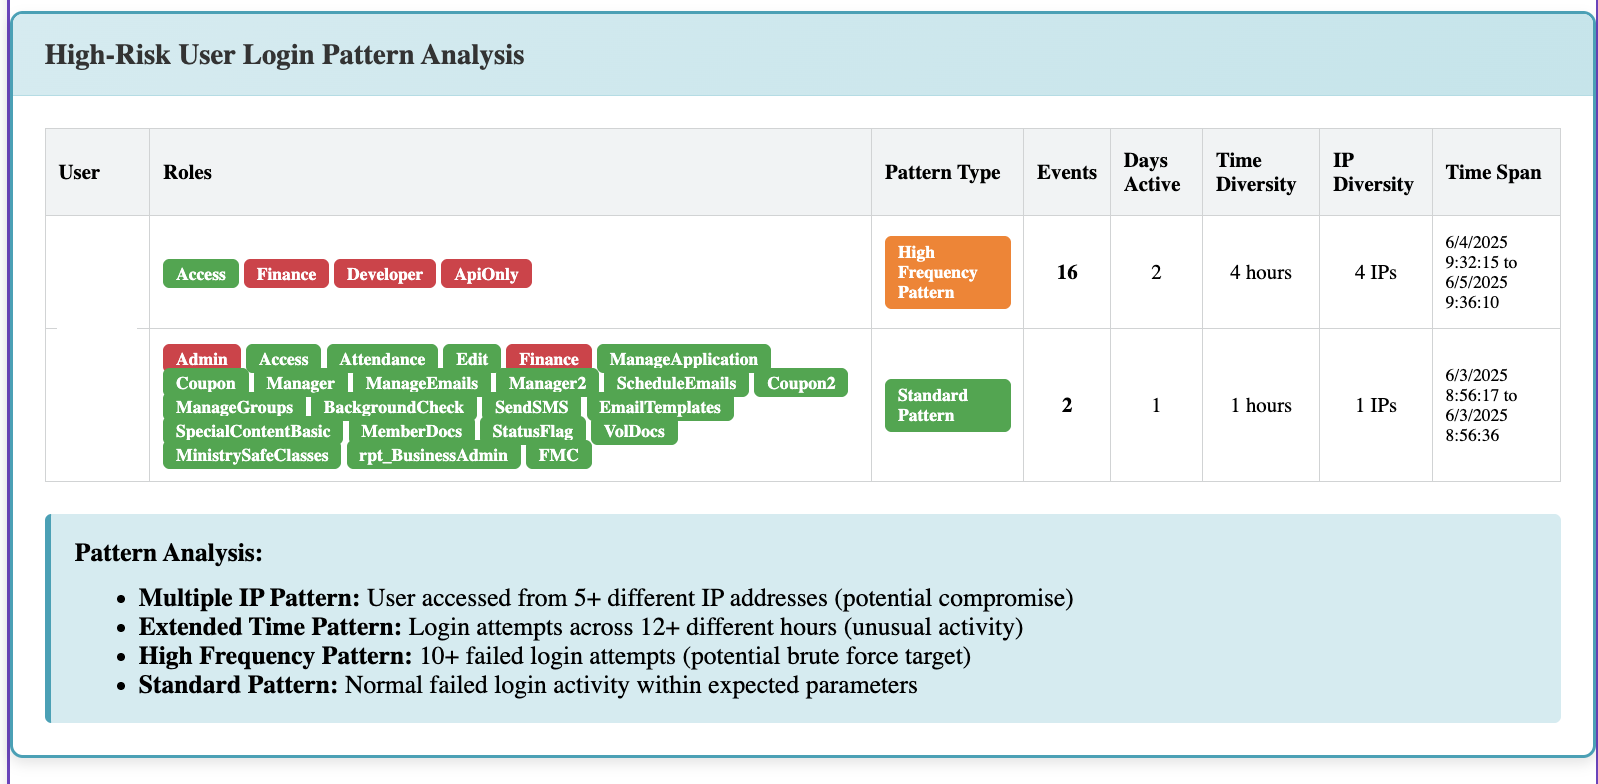 High-Risk User Login Pattern Analysis
User
Roles
Pattern Type
Events
Days
Active
Time
Diversity
IP
Diversity
Time Span
Access Finance Developer ApiOnly
High
Frequency
Pattern
16
2
4 hours
4 IPs
6/4/2025
9:32:15 to
6/5/2025
9:36:10
Admin Access Attendance Edit Finance ManageApplication
Coupon Manager ManageEmails Manager2 ScheduleEmails Coupon2
ManageGroups BackgroundCheck SendSMS EmailTemplates
SpecialContentBasic MemberDocs StatusFlag VolDocs
MinistrySafeClasses rpt_BusinessAdmin FMC
Standard
Pattern
2
1
1 hours
1 IPs
6/3/2025
8:56:17 to
6/3/2025
8:56:36
Pattern Analysis:
• Multiple IP Pattern: User accessed from 5+ different IP addresses (potential compromise)
• Extended Time Pattern: Login attempts across 12+ different hours (unusual activity)
• High Frequency Pattern: 10+ failed login attempts (potential brute force target)
• Standard Pattern: Normal failed login activity within expected parameters